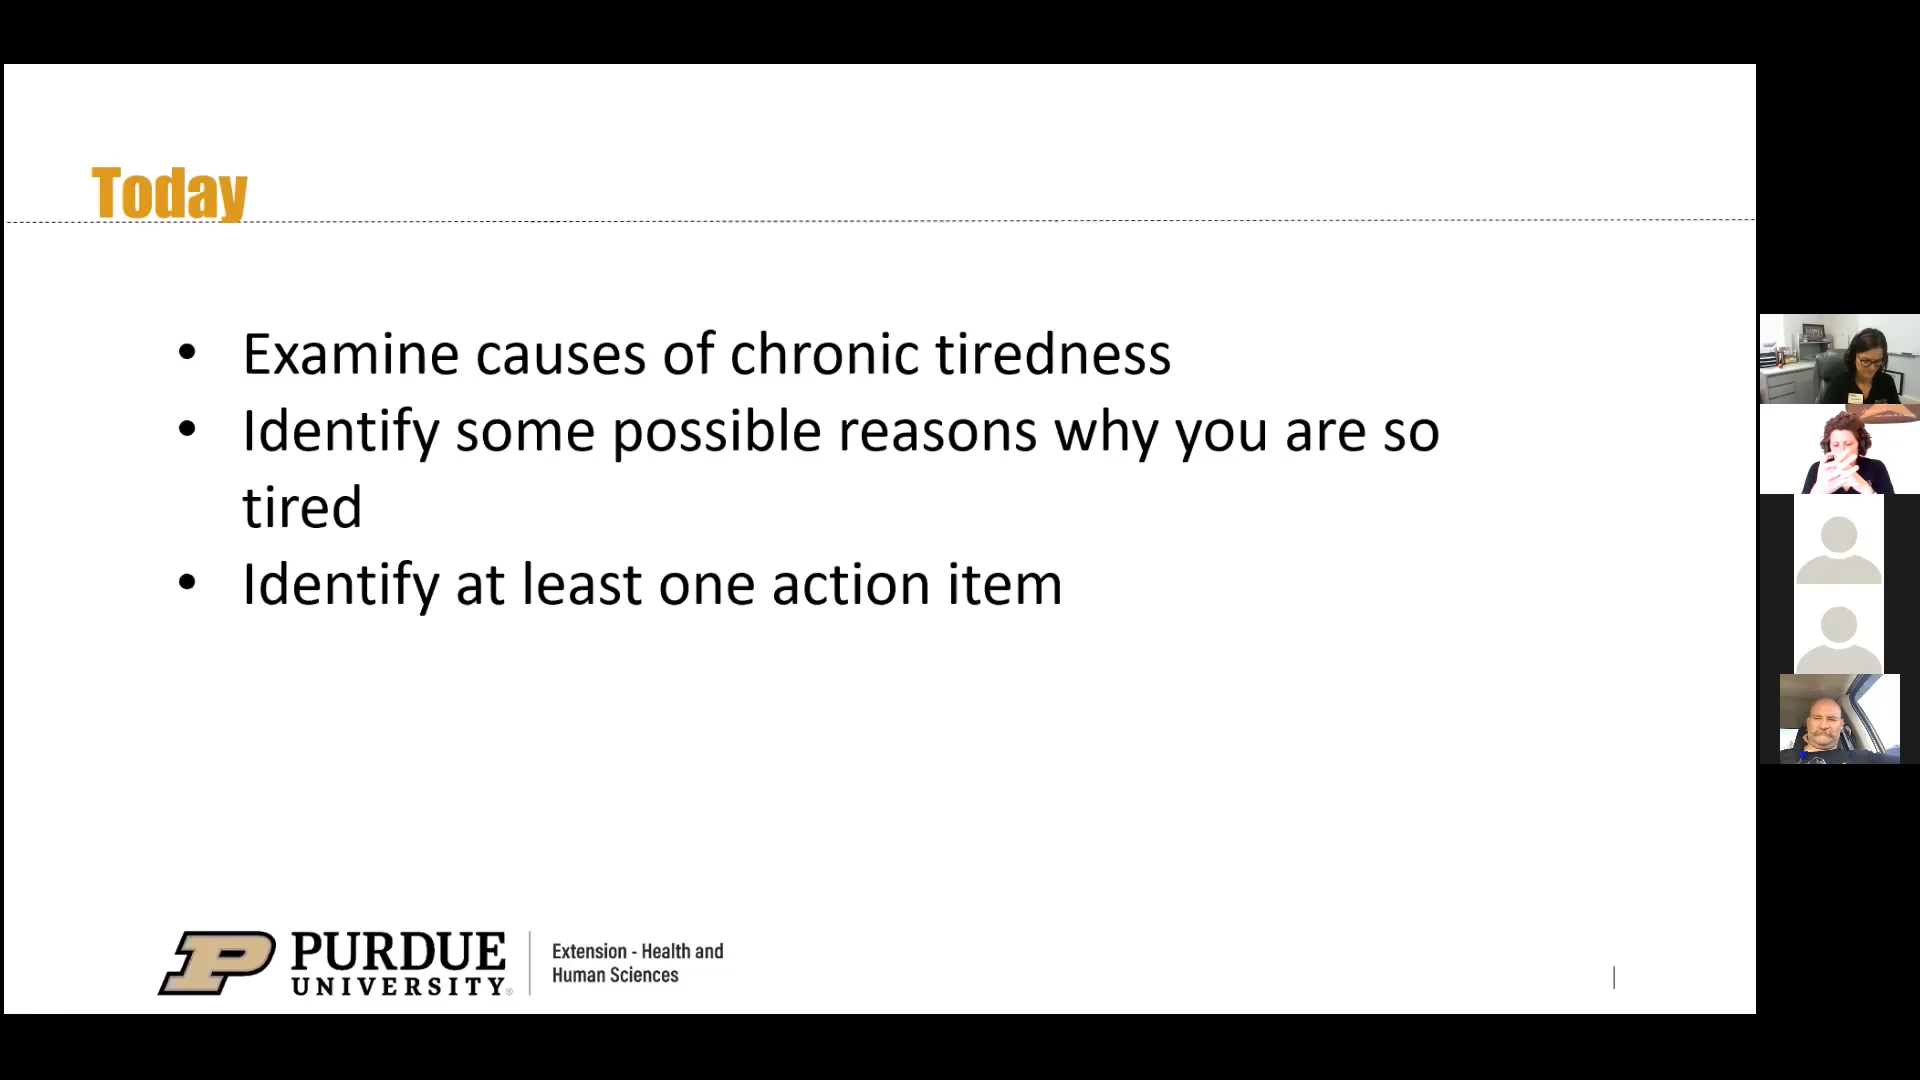 Today
• Examine causes of chronic tiredness
• Identify some possible reasons why you are so
tired
• Identify at least one action item
PURDUE
UNIVERSITY®
Extension - Health and
Human Sciences